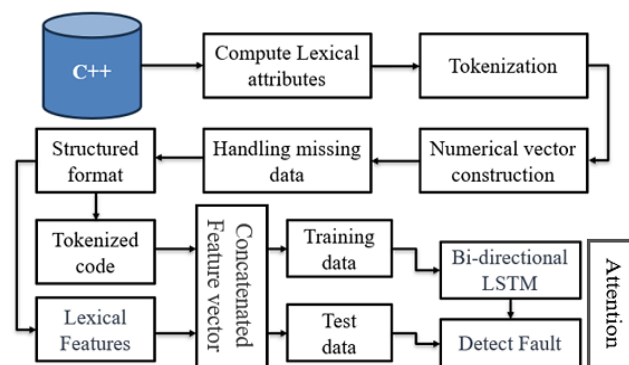 C++
Compute Lexical
attributes
Tokenization
Structured
format
Handling missing
data
Numerical vector
construction
Tokenized
code
Concatenated
Feature vector
Training
data
Bi-directional
LSTM
Attention
Lexical
Features
Test
data
Detect Fault